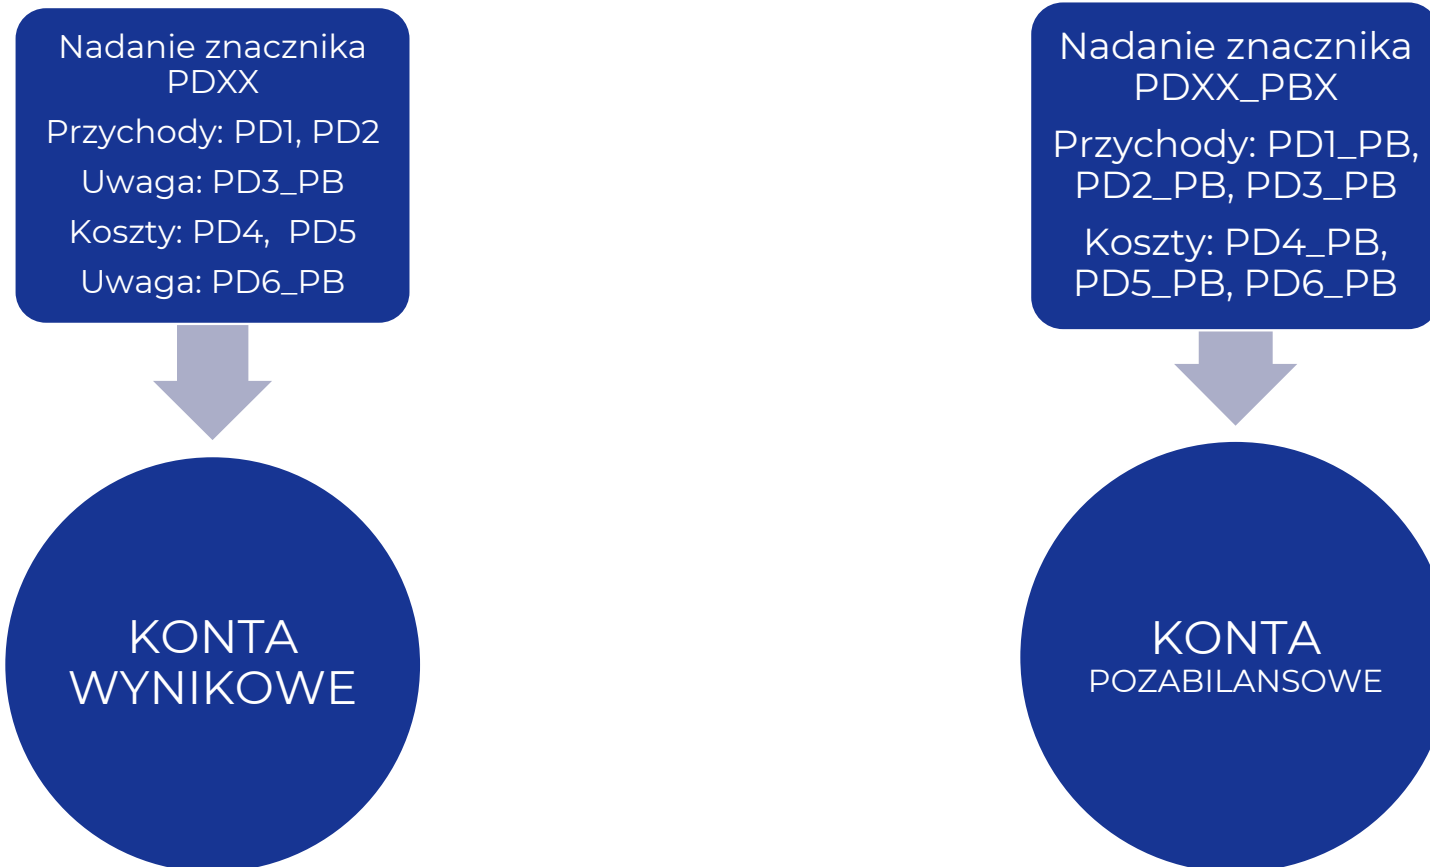 Nadanie znacznika
PDXX
Przychody: PD1, PD2
Uwaga: PD3_PB
Koszty: PD4, PD5
Uwaga: PD6_PB
KONTA
WYNIKOWE
Nadanie znacznika
PDXX_PBX
Przychody: PD1_PB,
PD2_PB, PD3_PB
Koszty: PD4_PB,
PD5_PB, PD6_PB
KONTA
POZABILANSOWE